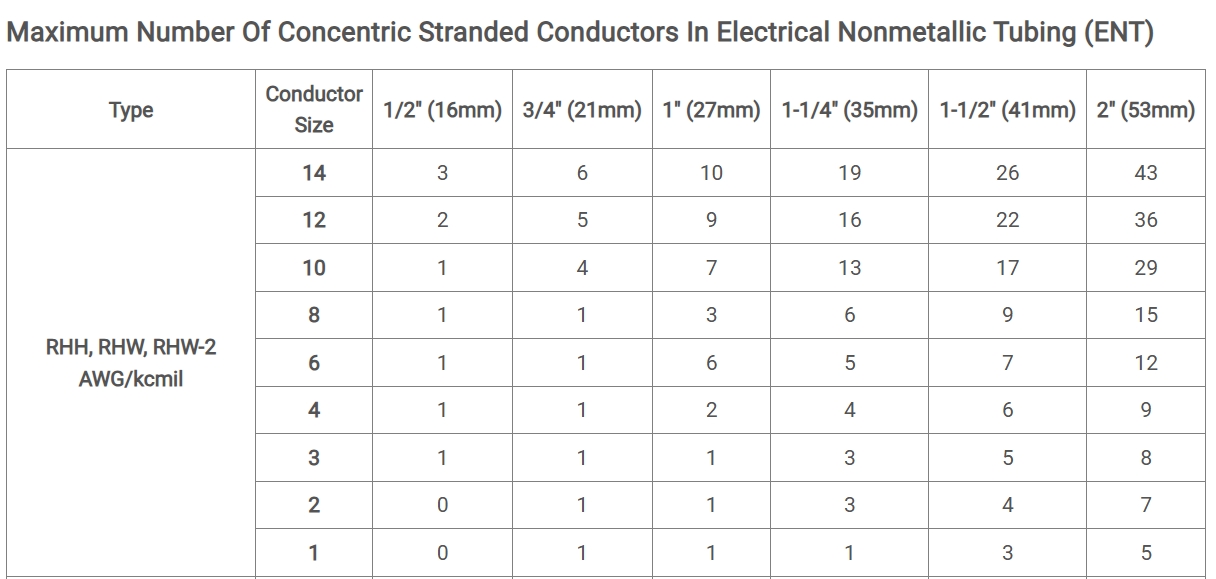 Maximum Number Of Concentric Stranded Conductors In Electrical Nonmetallic Tubing (ENT)
Type Conductor Size 1/2" (16mm) 3/4" (21mm) 1" (27mm) 1-1/4" (35mm) 1-1/2" (41mm) 2" (53mm)
RHH, RHW, RHW-2
AWG/kcmil
14 3 6 10 19 26 43
12 2 5 9 16 22 36
10 1 4 7 13 17 29
8 1 1 3 6 9 15
6 1 1 6 5 7 12
4 1 1 2 4 6 9
3 1 1 1 3 5 8
2 0 1 1 3 4 7
1 0 1 1 1 3 5